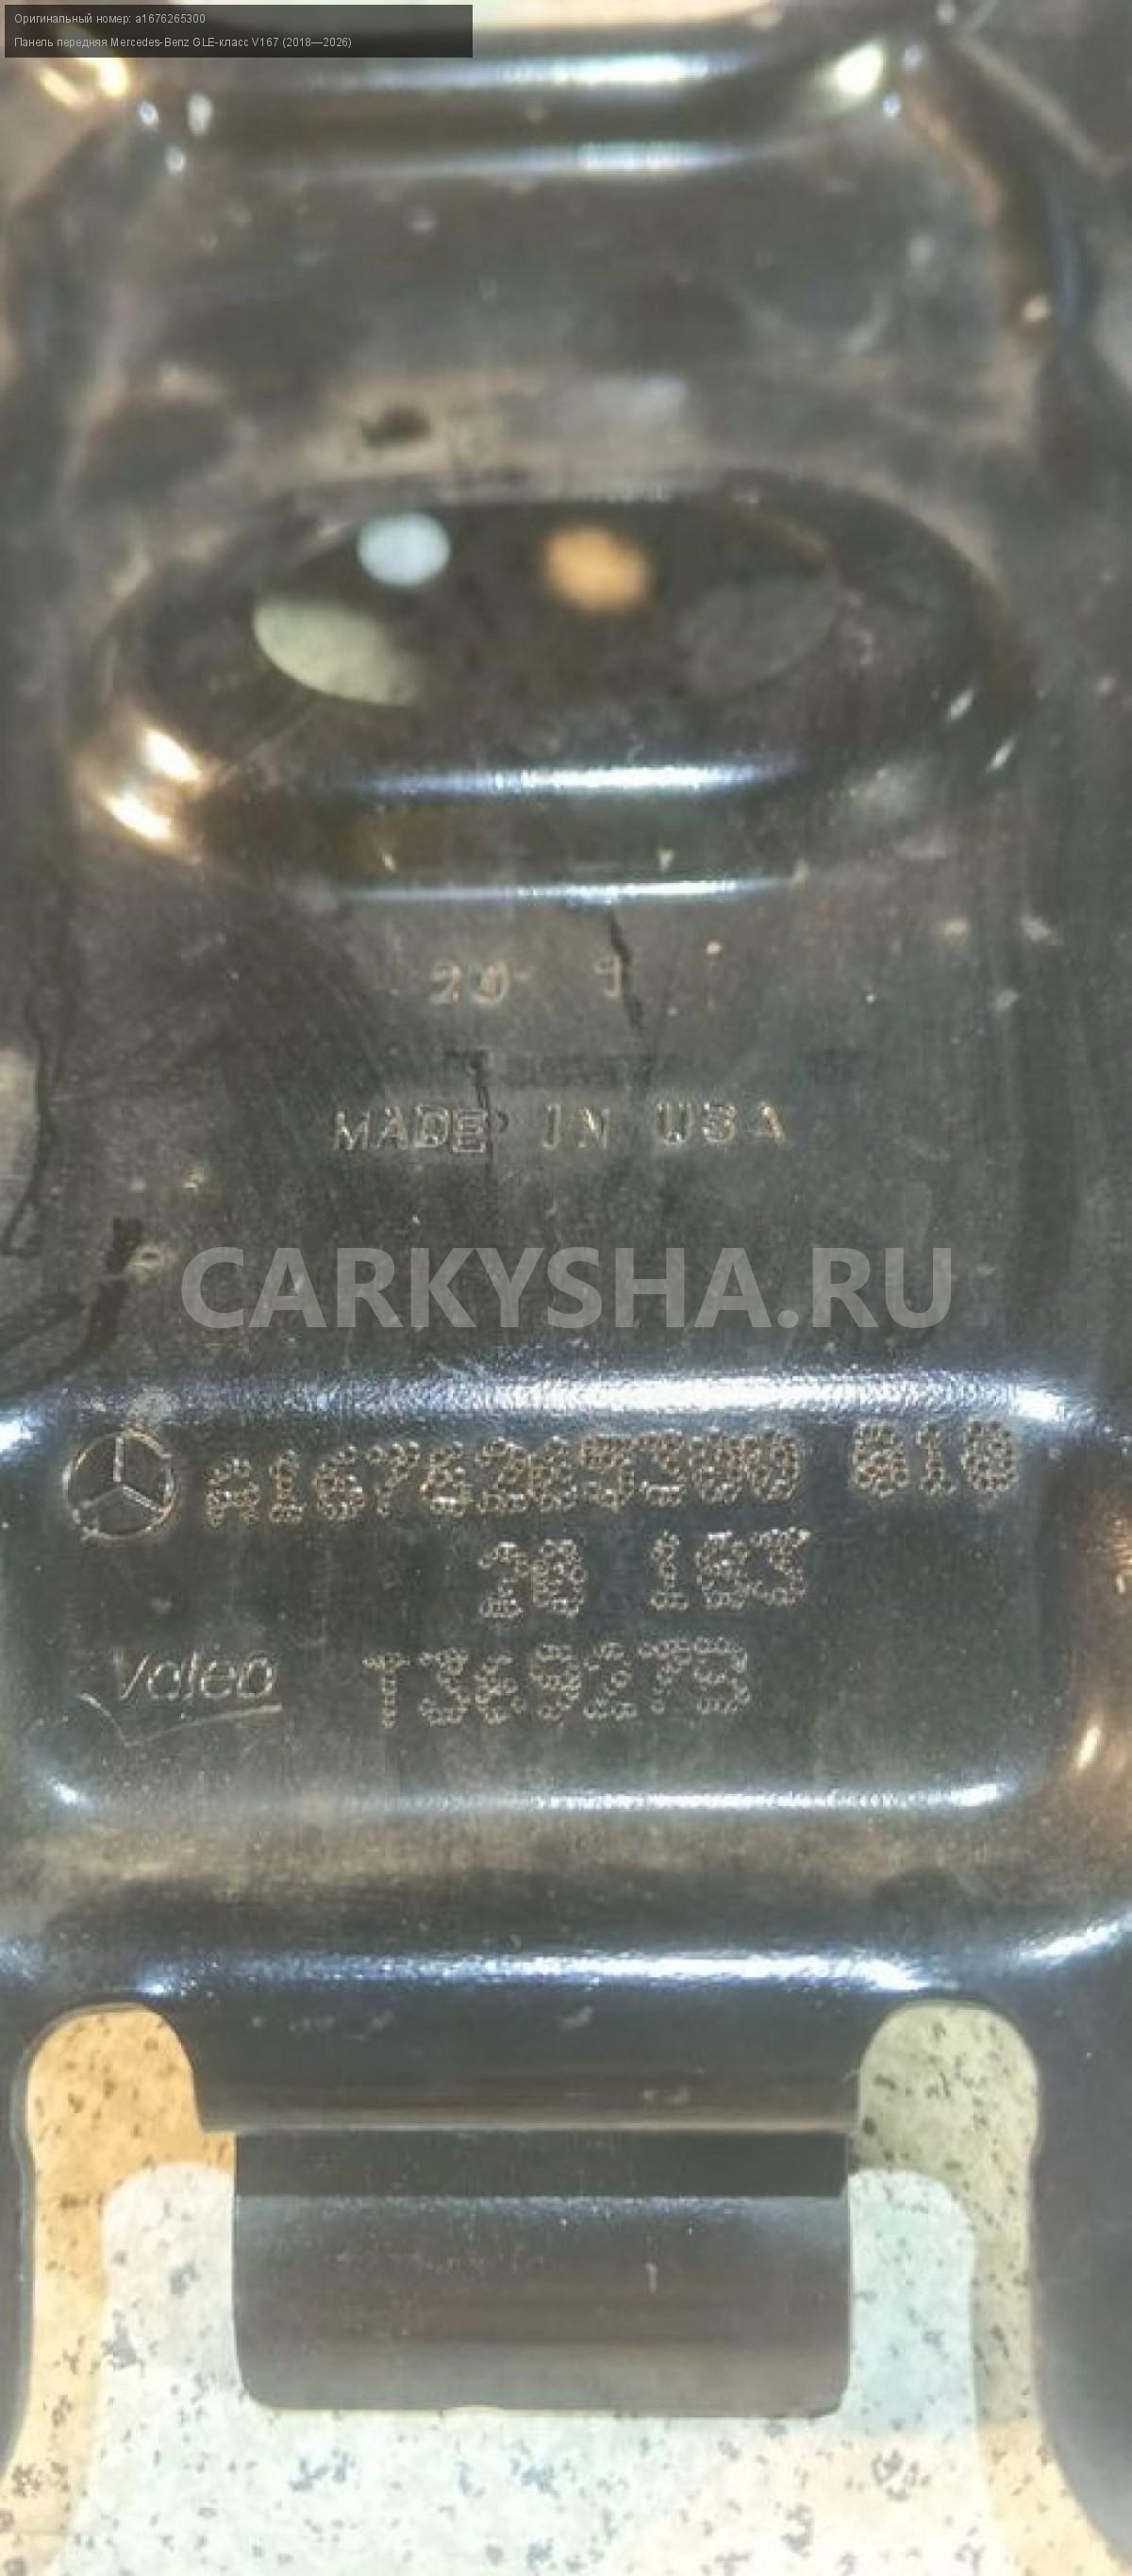 Оригинальный номер: a1676265300
Панель передняя Mercedes-Benz GLE-класс V167 (2018—2026)
MADE IN USA
CARKYSHA.RU
A1676265300
Valeo